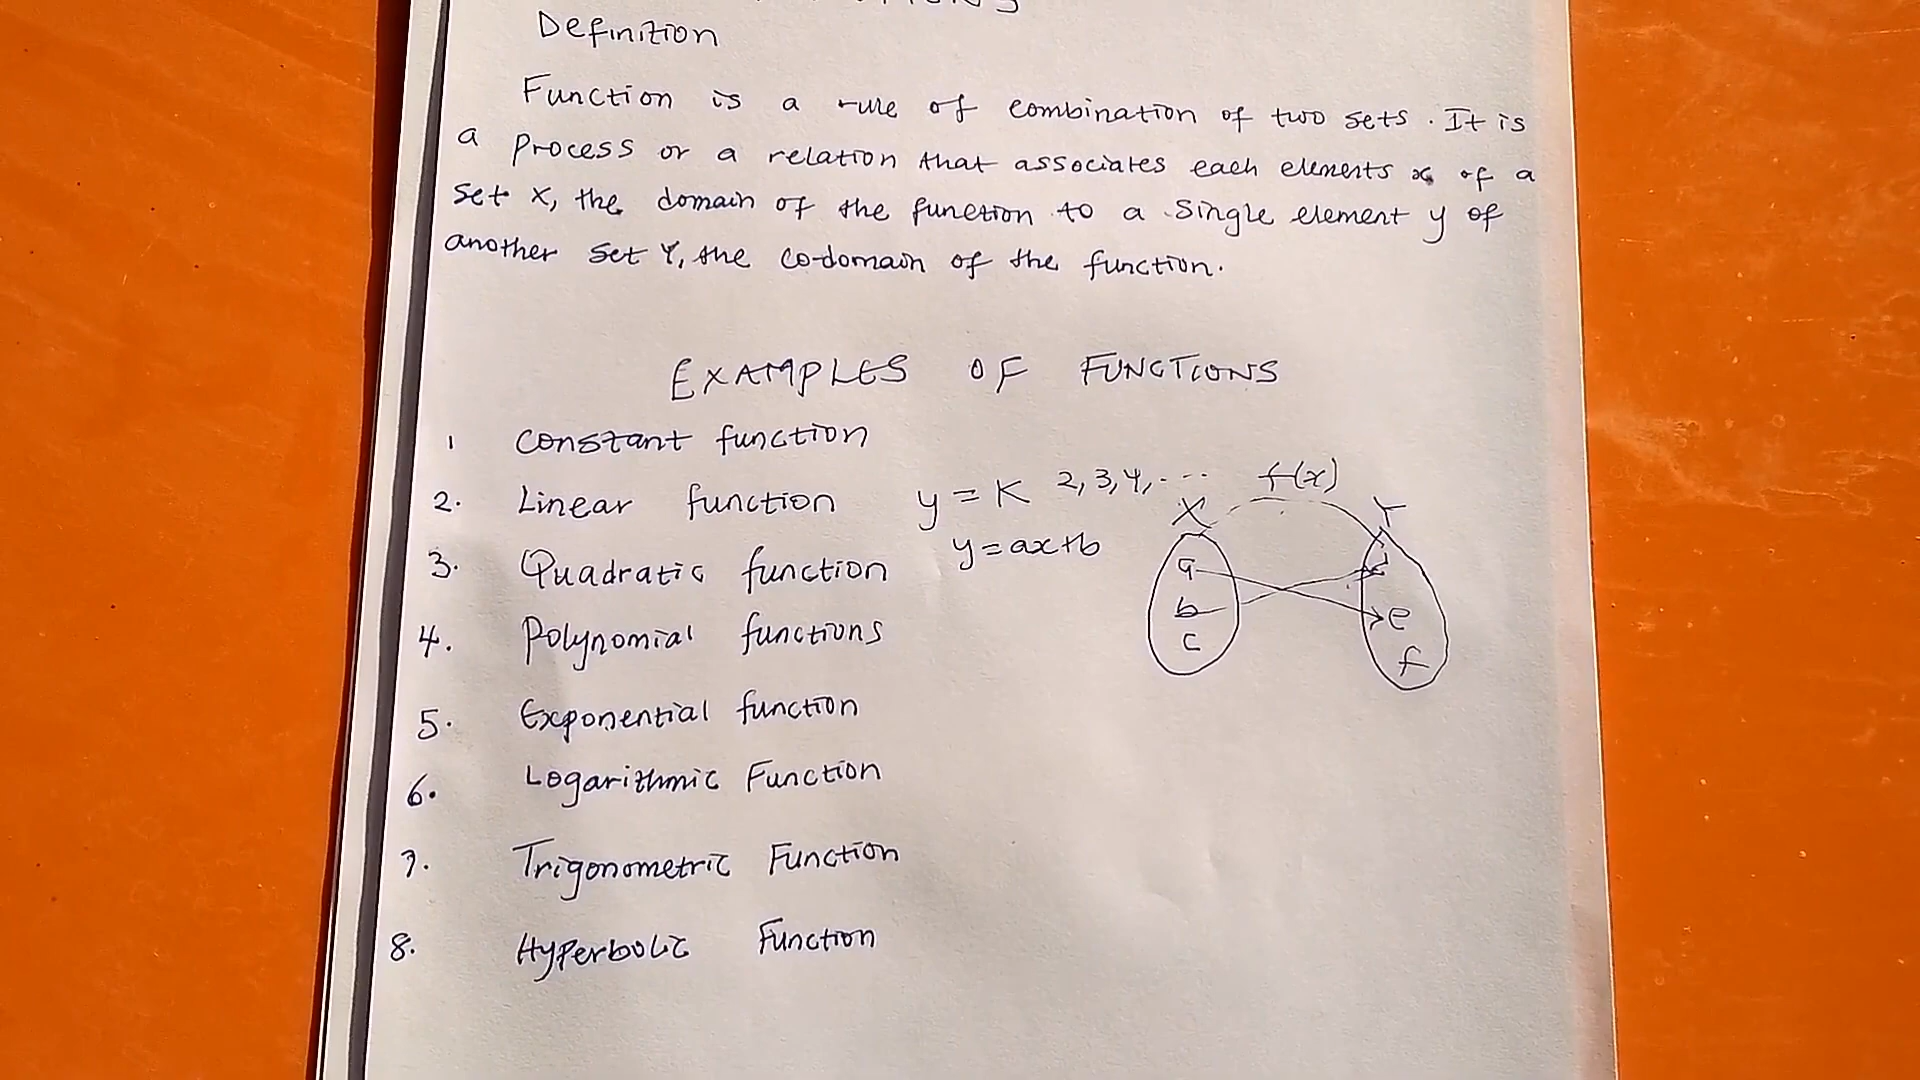 Definition
Function is a rule of combination of two sets. It is
a process or a relation that associates each elements x of a
set X, the domain of the function to a single element y of
another set Y, the co-domain of the function.
EXAMPLES OF FUNCTIONS
1 Constant function
2. Linear function y = K 2,3,4,... f(x)
X Y
3. Quadratic function y = ax+b
a
b e
c f
4. Polynomial functions
5. Exponential function
6. Logarithmic Function
7. Trigonometric Function
8. Hyperbolic Function